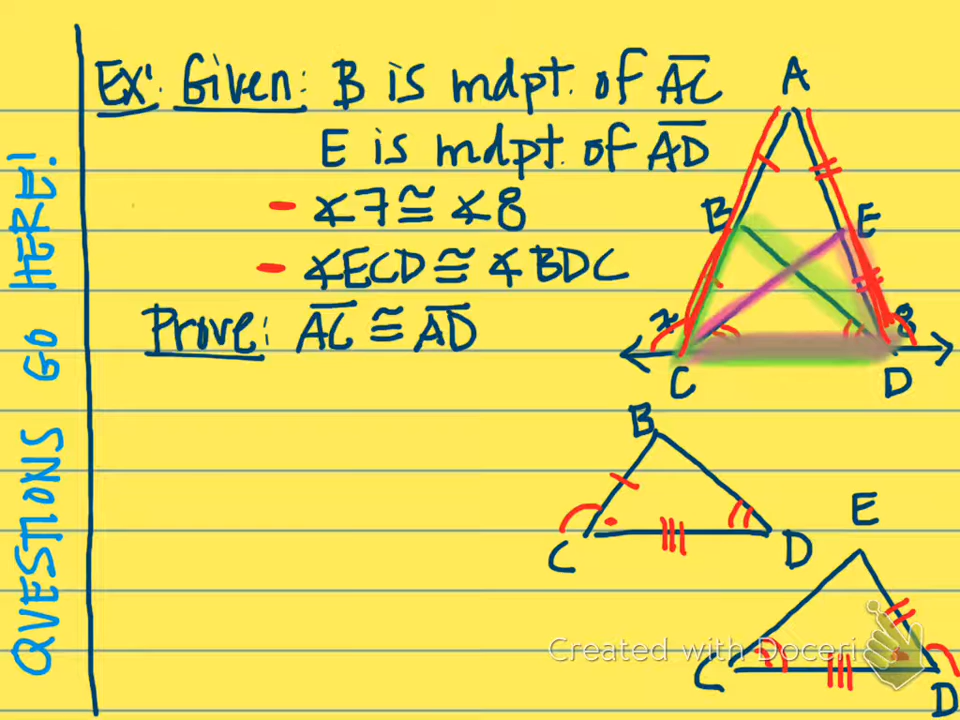 QUESTIONS GO HERE!
Ex: Given: B is mdpt. of AC
E is mdpt. of AD
- ∡7 ≅ ∡8
- ∡ECD ≅ ∡BDC
Prove: AC ≅ AD
A
B E
7 8
C D
B
C D
E
C D
Created with Doceri